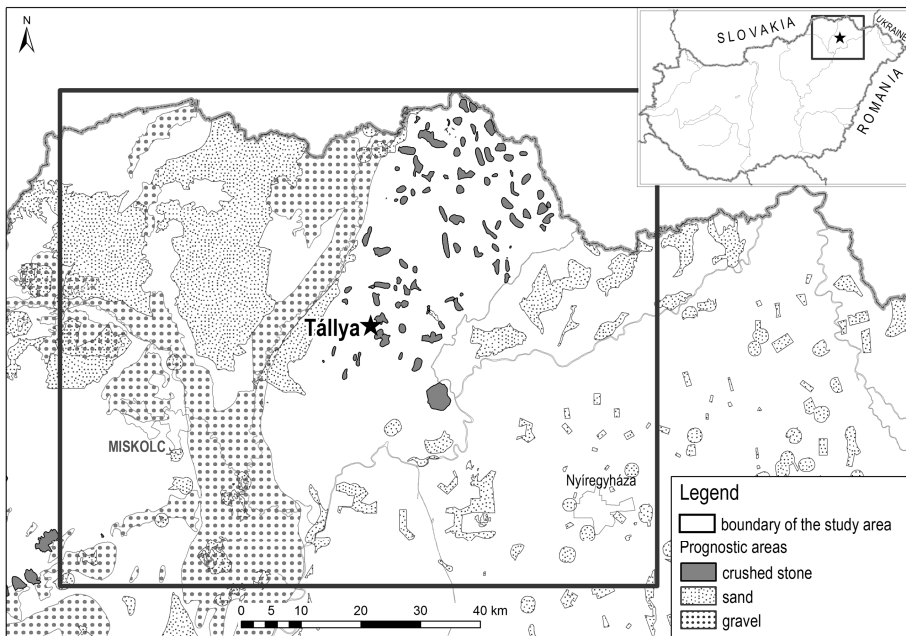 N
SLOVAKIA
UKRAINE
ROMANIA
Tállya
MISKOLC
Nyíregyháza
Legend
boundary of the study area
Prognostic areas
crushed stone
sand
gravel
0 5 10 20 30 40 km